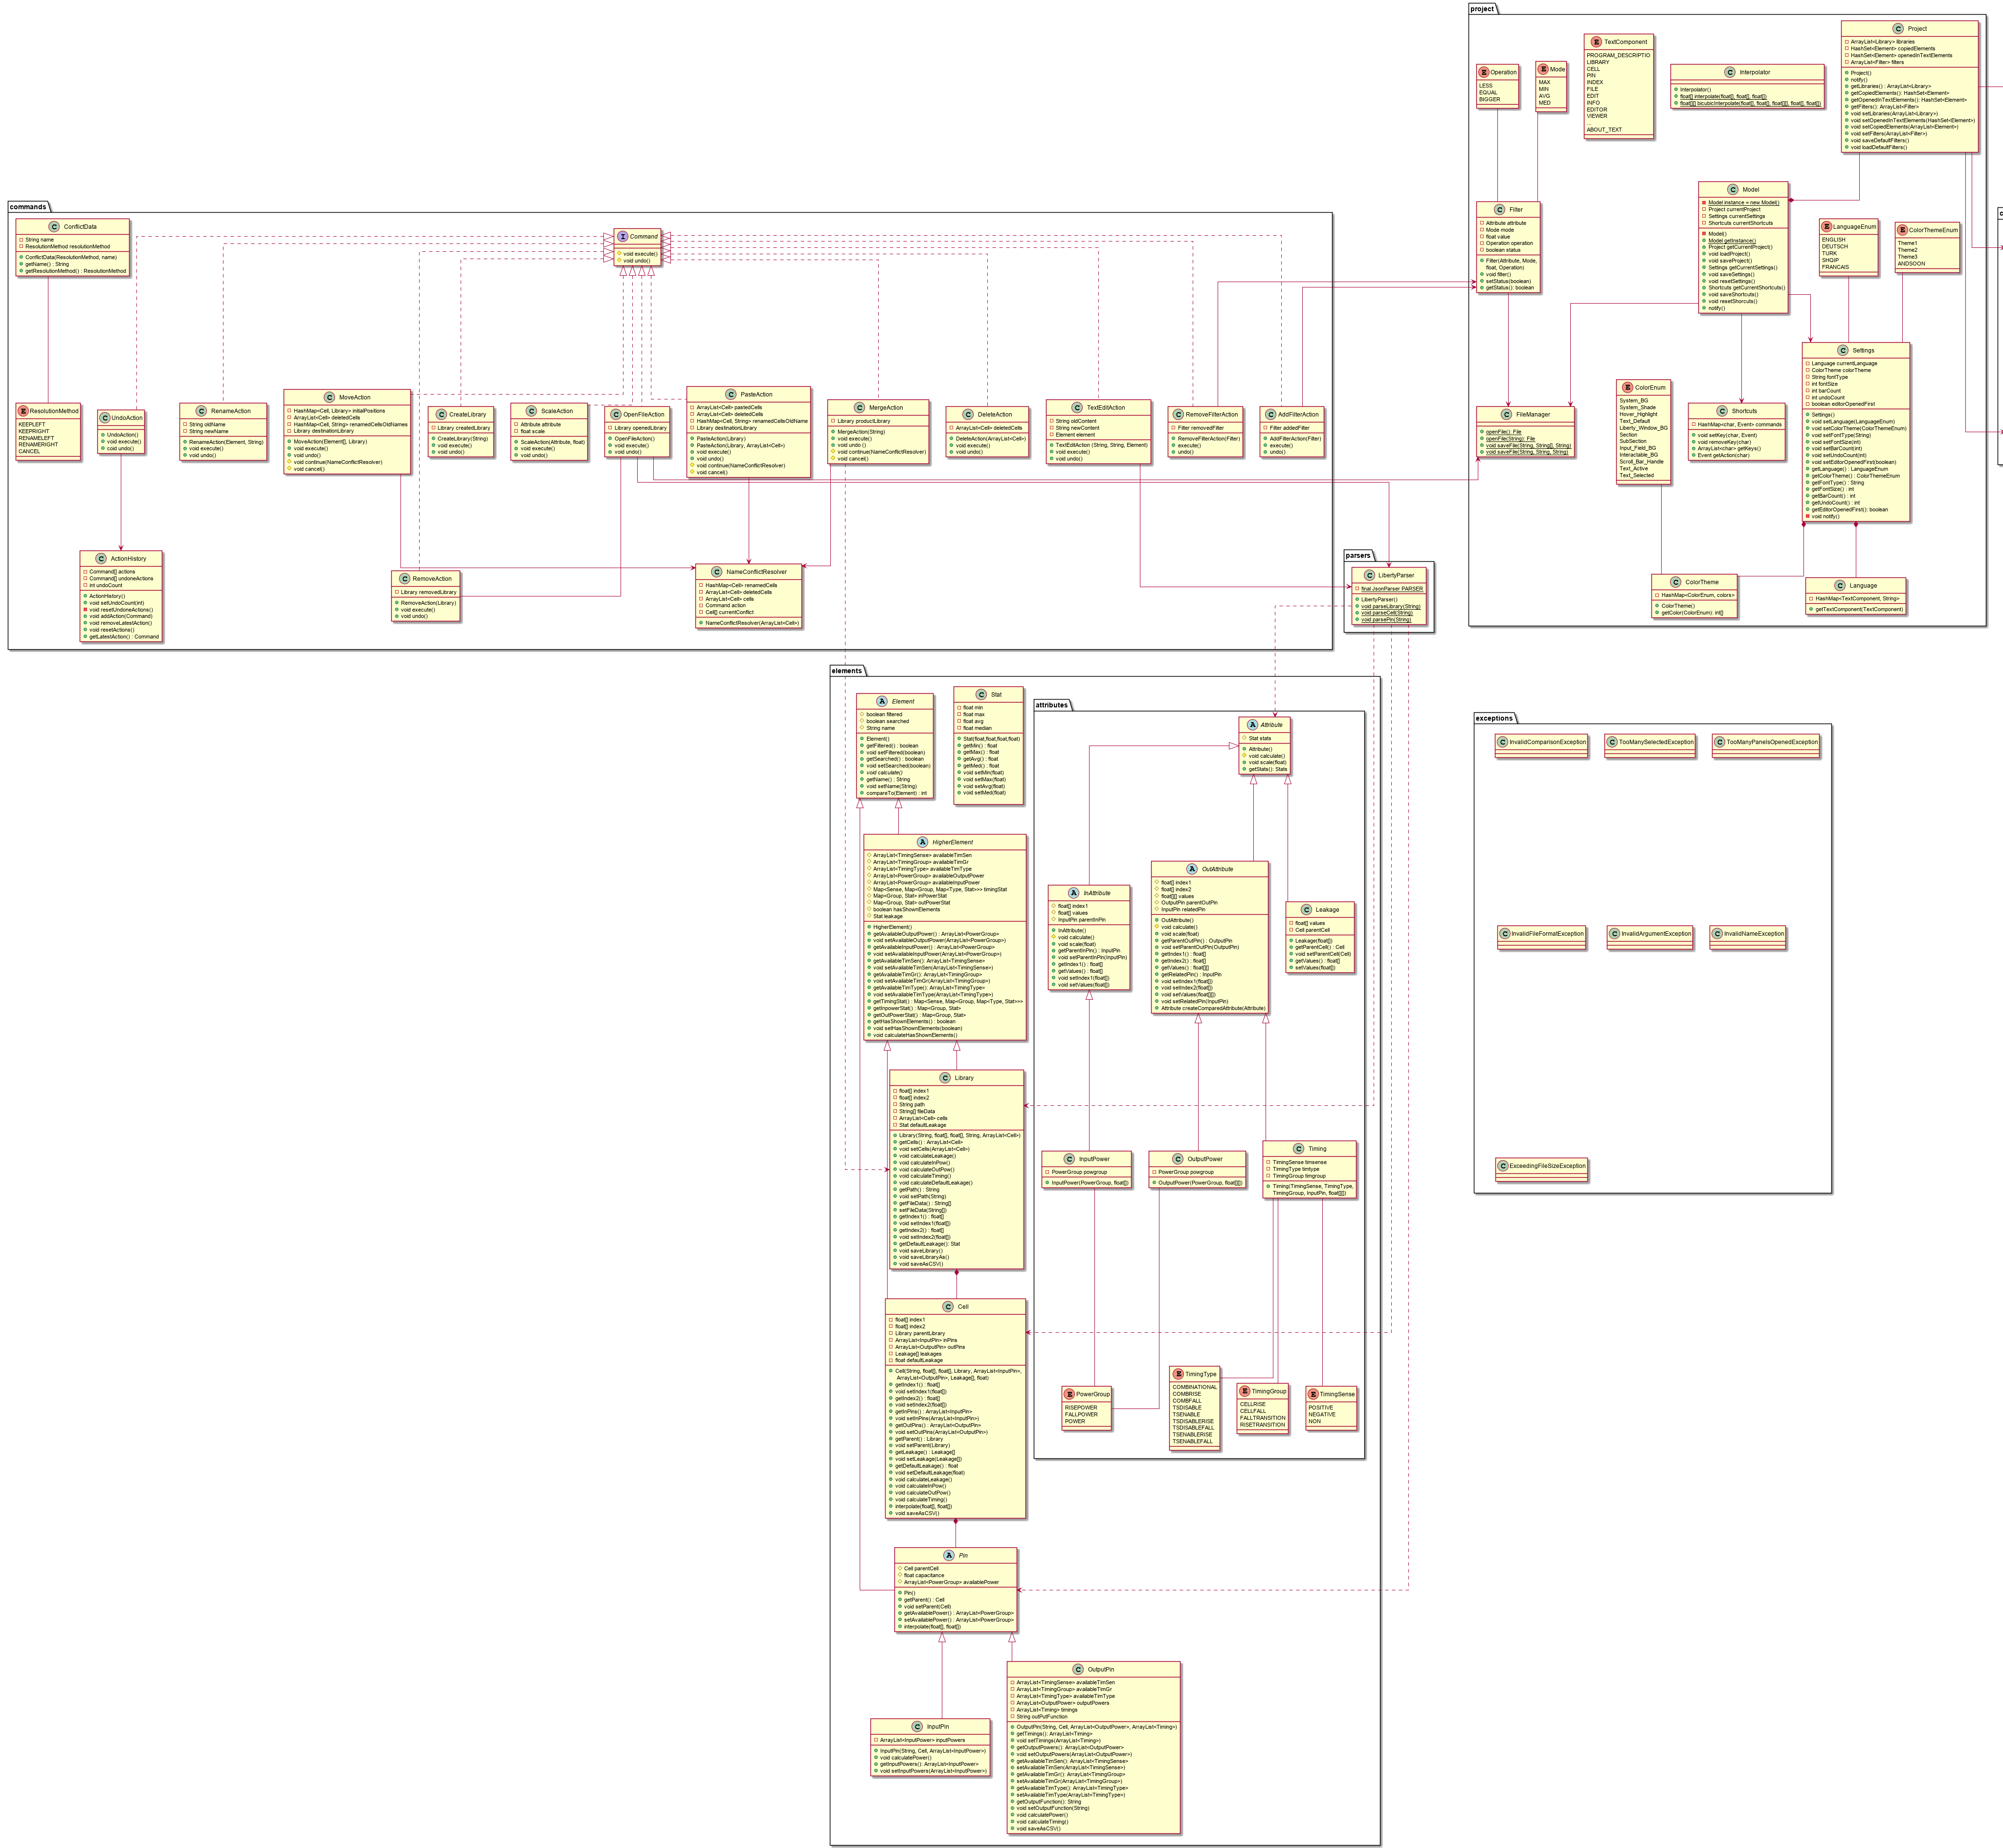 project
Project
ArrayList<Library> libraries
HashSet<Element> copiedElements
HashSet<Element> openedInTextElements
ArrayList<Filter> filters
Project()
notify()
getLibraries() : ArrayList<Library>
getCopiedElements(): HashSet<Element>
getOpenedInTextElements(): HashSet<Element>
getFilters(): ArrayList<Filter>
void setLibraries(ArrayList<Library>)
void setOpenedInTextElements(HashSet<Element>)
void setCopiedElements(ArrayList<Element>)
void setFilters(ArrayList<Filter>)
void saveDefaultFilters()
void loadDefaultFilters()
TextComponent
PROGRAM_DESCRIPTIO
LIBRARY
CELL
PIN
INDEX
FILE
EDIT
INFO
EDITOR
VIEWER
...
ABOUT_TEXT
Operation
LESS
EQUAL
BIGGER
Mode
MAX
MIN
AVG
MED
Interpolator
Interpolator()
float[] interpolate(float[], float[], float[])
float[][] bicubicInterpolate(float[], float[], float[][], float[], float[])
Model
Model instance = new Model()
Project currentProject
Settings currentSettings
Shortcuts currentShortcuts
Model()
Model getInstance()
Project getCurrentProject()
void loadProject()
void saveProject()
Settings getCurrentSettings()
void saveSettings()
void resetSettings()
Shortcuts getCurrentShortcuts()
void saveShortcuts()
void resetShorcuts()
notify()
Filter
Attribute attribute
Mode mode
float value
Operation operation
boolean status
Filter(Attribute, Mode,
float, Operation)
void filter()
setStatus(boolean)
getStatus(): boolean
LanguageEnum
ENGLISH
DEUTSCH
TURK
SHQIP
FRANCAIS
ColorThemeEnum
Theme1
Theme2
Theme3
ANDSOON
Settings
Language currentLanguage
ColorTheme colorTheme
String fontType
int fontSize
int barCount
int undoCount
boolean editorOpenedFirst
Settings()
void setLanguage(LanguageEnum)
void setColorTheme(ColorThemeEnum)
void setFontType(String)
void setFontSize(int)
void setBarCount(int)
void setUndoCount(int)
void setEditorOpenedFirst(boolean)
getLanguage() : LanguageEnum
getColorTheme() : ColorThemeEnum
getFontType() : String
getFontSize() : int
getBarCount() : int
getUndoCount() : int
getEditorOpenedFirst(): boolean
void notify()
ColorEnum
System_BG
System_Shade
Hover_Highlight
Text_Default
Liberty_Window_BG
Section
SubSection
Input_Field_BG
Interactable_BG
Scroll_Bar_Handle
Text_Active
Text_Selected
Shortcuts
HashMap<char, Event> commands
void setKey(char, Event)
void removeKey(char)
ArrayList<char> getKeys()
Event getAction(char)
FileManager
openFile(): File
openFile(String): File
void saveFile(String, String[], String)
void saveFile(String, String, String)
ColorTheme
HashMap<ColorEnum, colors>
ColorTheme()
getColor(ColorEnum): int[]
Language
HashMap<TextComponent, String>
getTextComponent(TextComponent)
commands
ConflictData
String name
ResolutionMethod resolutionMethod
ConflictData(ResolutionMethod, name)
getName() : String
getResolutionMethod() : ResolutionMethod
Command
void execute()
void undo()
ResolutionMethod
KEEPLEFT
KEEPRIGHT
RENAMELEFT
RENAMERIGHT
CANCEL
UndoAction
UndoAction()
void execute()
void undo()
RenameAction
String oldName
String newName
RenameAction(Element, String)
void execute()
void undo()
MoveAction
HashMap<Cell, Library> initialPositions
ArrayList<Cell> deletedCells
HashMap<Cell, String> renamedCellsOldNames
Library destinationLibrary
MoveAction(Element[], Library)
void execute()
void undo()
void continue(NameConflictResolver)
void cancel()
CreateLibrary
Library createdLibrary
CreateLibrary(String)
void execute()
void undo()
ScaleAction
Attribute attribute
float scale
ScaleAction(Attribute, float)
void execute()
void undo()
OpenFileAction
Library openedLibrary
OpenFileAction()
void execute()
void undo()
PasteAction
ArrayList<Cell> pastedCells
ArrayList<Cell> deletedCells
HashMap<Cell, String> renamedCellsOldName
Library destinationLibrary
PasteAction(Library)
PasteAction(Library, ArrayList<Cell>)
void execute()
void undo()
void continue(NameConflictResolver)
void cancel()
MergeAction
Library productLibrary
MergeAction(String)
void execute()
void undo ()
void continue(NameConflictResolver)
void cancel()
DeleteAction
ArrayList<Cell> deletedCells
DeleteAction(ArrayList<Cell>)
void execute()
void undo()
TextEditAction
String oldContent
String newContent
Element element
TextEditAction (String, String, Element)
void execute()
void undo()
RemoveFilterAction
Filter removedFilter
RemoveFilterAction(Filter)
execute()
undo()
AddFilterAction
Filter addedFilter
AddFilterAction(Filter)
execute()
undo()
ActionHistory
Command[] actions
Command[] undoneActions
int undoCount
ActionHistory()
void setUndoCount(int)
void resetUndoneActions()
void addAction(Command)
void removeLatestAction()
void resetActions()
getLatestAction() : Command
RemoveAction
Library removedLibrary
RemoveAction(Library)
void execute()
void undo()
NameConflictResolver
HashMap<Cell> renamedCells
ArrayList<Cell> deletedCells
ArrayList<Cell> cells
Command action
Cell[] currentConflict
NameConflictResolver(ArrayList<Cell>)
parsers
LibertyParser
final JsonParser PARSER
LibertyParser()
void parseLibrary(String)
void parseCell(String)
void parsePin(String)
elements
Element
boolean filtered
boolean searched
String name
Element()
getFiltered() : boolean
void setFiltered(boolean)
getSearched() : boolean
void setSearched(boolean)
void calculate()
getName() : String
void setName(String)
compareTo(Element) : int
Stat
float min
float max
float avg
float median
Stat(float,float,float,float)
getMin() : float
getMax() : float
getAvg() : float
getMed() : float
void setMin(float)
void setMax(float)
void setAvg(float)
void setMed(float)
HigherElement
ArrayList<TimingSense> availableTimSen
ArrayList<TimingGroup> availableTimGr
ArrayList<TimingType> availableTimType
ArrayList<PowerGroup> availableOutputPower
ArrayList<PowerGroup> availableInputPower
Map<Sense, Map<Group, Map<Type, Stat>>> timingStat
Map<Group, Stat> inPowerStat
Map<Group, Stat> outPowerStat
boolean hasShownElements
Stat leakage
HigherElement()
getAvailableOutputPower() : ArrayList<PowerGroup>
void setAvailableOutputPower(ArrayList<PowerGroup>)
getAvailableInputPower() : ArrayList<PowerGroup>
void setAvailableInputPower(ArrayList<PowerGroup>)
getAvailableTimSen(): ArrayList<TimingSense>
void setAvailableTimSen(ArrayList<TimingSense>)
getAvailableTimGr(): ArrayList<TimingGroup>
void setAvailableTimGr(ArrayList<TimingGroup>)
getAvailableTimType(): ArrayList<TimingType>
void setAvailableTimType(ArrayList<TimingType>)
getTimingStat() : Map<Sense, Map<Group, Map<Type, Stat>>>
getInpowerStat() : Map<Group, Stat>
getOutPowerStat() : Map<Group, Stat>
getHasShownElements() : boolean
void setHasShownElements(boolean)
void calculateHasShownElements()
Library
float[] index1
float[] index2
String path
String[] fileData
ArrayList<Cell> cells
Stat defaultLeakage
Library(String, float[], float[], String, ArrayList<Cell>)
getCells() : ArrayList<Cell>
void setCells(ArrayList<Cell>)
void calculateLeakage()
void calculateInPow()
void calculateOutPow()
void calculateTiming()
void calculateDefaultLeakage()
getPath() : String
void setPath(String)
getFileData() : String[]
setFileData(String[])
getIndex1() : float[]
void setIndex1(float[])
getIndex2() : float[]
void setIndex2(float[])
getDefaultLeakage(): Stat
void saveLibrary()
void saveLibraryAs()
void saveAsCSV()
Cell
float[] index1
float[] index2
Library parentLibrary
ArrayList<InputPin> inPins
ArrayList<OutputPin> outPins
Leakage[] leakages
float defaultLeakage
Cell(String, float[], float[], Library, ArrayList<InputPin>,
ArrayList<OutputPin>, Leakage[], float)
getIndex1() : float[]
void setIndex1(float[])
getIndex2() : float[]
void setIndex2(float[])
getInPins() : ArrayList<InputPin>
void setInPins(ArrayList<InputPin>)
getOutPins() : ArrayList<OutputPin>
void setOutPins(ArrayList<OutputPin>)
getParent() : Library
void setParent(Library)
getLeakage() : Leakage[]
void setLeakage(Leakage[])
getDefaultLeakage() : float
void setDefaultLeakage(float)
void calculateLeakage()
void calculateInPow()
void calculateOutPow()
void calculateTiming()
interpolate(float[], float[])
void saveAsCSV()
Pin
Cell parentCell
float capacitance
ArrayList<PowerGroup> availablePower
Pin()
getParent() : Cell
void setParent(Cell)
getAvailablePower() : ArrayList<PowerGroup>
setAvailablePower() : ArrayList<PowerGroup>
interpolate(float[], float[])
InputPin
ArrayList<InputPower> inputPowers
InputPin(String, Cell, ArrayList<InputPower>)
void calculatePower()
getInputPowers(): ArrayList<InputPower>
void setInputPowers(ArrayList<InputPower>)
OutputPin
ArrayList<TimingSense> availableTimSen
ArrayList<TimingGroup> availableTimGr
ArrayList<TimingType> availableTimType
ArrayList<OutputPower> outputPowers
ArrayList<Timing> timings
String outPutFunction
OutputPin(String, Cell, ArrayList<OutputPower>, ArrayList<Timing>)
getTimings(): ArrayList<Timing>
void setTimings(ArrayList<Timing>)
getOutputPowers(): ArrayList<OutputPower>
void setOutputPowers(ArrayList<OutputPower>)
getAvailableTimSen(): ArrayList<TimingSense>
setAvailableTimSen(ArrayList<TimingSense>)
getAvailableTimGr(): ArrayList<TimingGroup>
setAvailableTimGr(ArrayList<TimingGroup>)
getAvailableTimType(): ArrayList<TimingType>
setAvailableTimType(ArrayList<TimingType>)
getOutputFunction(): String
void setOutputFunction(String)
void calculatePower()
void calculateTiming()
void saveAsCSV()
attributes
Attribute
Stat stats
Attribute()
void calculate()
void scale(float)
getStats(): Stats
InAttribute
float[] index1
float[] values
InputPin parentInPin
InAttribute()
void calculate()
void scale(float)
getParentInPin() : InputPin
void setParentInPin(InputPin)
getIndex1() : float[]
getValues() : float[]
void setIndex1(float[])
void setValues(float[])
OutAttribute
float[] index1
float[] index2
float[][] values
OutputPin parentOutPin
InputPin relatedPin
OutAttribute()
void calculate()
void scale(float)
getParentOutPin() : OutputPin
void setParentOutPin(OutputPin)
getIndex1() : float[]
getIndex2() : float[]
getValues() : float[][]
getRelatedPin() : InputPin
void setIndex1(float[])
void setIndex2(float[])
void setValues(float[][])
void setRelatedPin(InputPin)
Attribute createComparedAttribute(Attribute)
Leakage
float[] values
Cell parentCell
Leakage(float[])
getParentCell() : Cell
void setParentCell(Cell)
getValues() : float[]
setValues(float[])
InputPower
PowerGroup powgroup
InputPower(PowerGroup, float[])
OutputPower
PowerGroup powgroup
OutputPower(PowerGroup, float[][])
Timing
TimingSense timsense
TimingType timtype
TimingGroup timgroup
Timing(TimingSense, TimingType,
TimingGroup, InputPin, float[][])
PowerGroup
RISEPOWER
FALLPOWER
POWER
TimingType
COMBINATIONAL
COMBRISE
COMBFALL
TSDISABLE
TSENABLE
TSDISABLERISE
TSDISABLEFALL
TSENABLERISE
TSENABLEFALL
TimingGroup
CELLRISE
CELLFALL
FALLTRANSITION
RISETRANSITION
TimingSense
POSITIVE
NEGATIVE
NON
exceptions
InvalidComparisonException
TooManySelectedException
TooManyPanelsOpenedException
InvalidFileFormatException
InvalidArgumentException
InvalidNameException
ExceedingFileSizeException